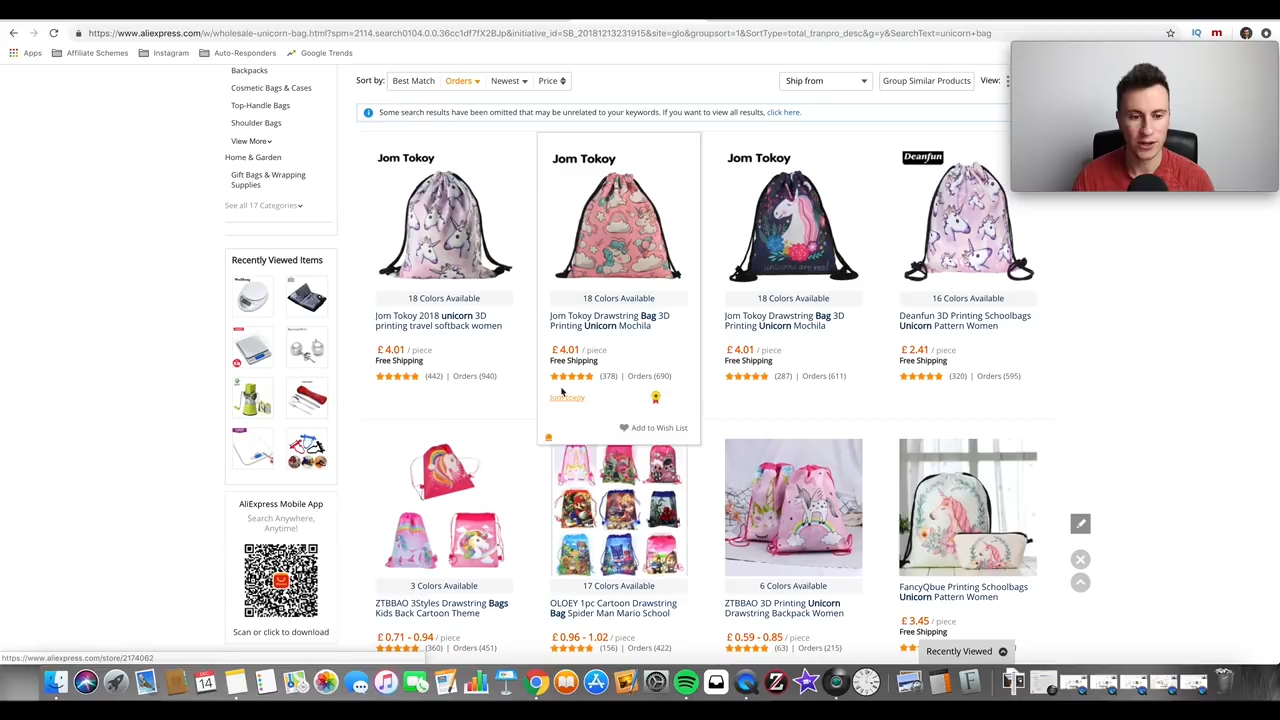 https://www.aliexpress.com/w/wholesale-unicorn-bag.html?spm=2114.search0104.0.0.36cc1df7fX2BJp&initiative_id=SB_20181213231915&site=glo&groupsort=1&SortType=total_tranpro_desc&g=y&SearchText=unicorn+bag
Apps
Affiliate Schemes
Instagram
Auto-Responders
Google Trends
Backpacks
Cosmetic Bags & Cases
Top-Handle Bags
Shoulder Bags
View More
Home & Garden
Gift Bags & Wrapping
Supplies
See all 17 Categories
Sort by:
Best Match
Orders
Newest
Price
Ship from
Group Similar Products
View:
Some search results have been omitted that may be unrelated to your keywords. If you want to view all results, click here.
Jom Tokoy
Jom Tokoy
Jom Tokoy
Deanfun
unicorns are real
18 Colors Available
18 Colors Available
18 Colors Available
16 Colors Available
Jom Tokoy 2018 unicorn 3D
printing travel softback women
Jom Tokoy Drawstring Bag 3D
Printing Unicorn Mochila
Jom Tokoy Drawstring Bag 3D
Printing Unicorn Mochila
Deanfun 3D Printing Schoolbags
Unicorn Pattern Women
£ 4.01 / piece
Free Shipping
(442) | Orders (940)
£ 4.01 / piece
Free Shipping
(378) | Orders (690)
£ 4.01 / piece
Free Shipping
(287) | Orders (611)
£ 2.41 / piece
Free Shipping
(320) | Orders (595)
Jom tokoy
Add to Wish List
Recently Viewed Items
AliExpress Mobile App
Search Anywhere,
Anytime!
Scan or click to download
3 Colors Available
17 Colors Available
6 Colors Available
ZTBBAO 3Styles Drawstring Bags
Kids Back Cartoon Theme
OLOEY 1pc Cartoon Drawstring
Bag Spider Man Mario School
ZTBBAO 3D Printing Unicorn
Drawstring Backpack Women
FancyQbue Printing Schoolbags
Unicorn Pattern Women
£ 0.71 - 0.94 / piece
(360) | Orders (451)
£ 0.96 - 1.02 / piece
(156) | Orders (422)
£ 0.59 - 0.85 / piece
(63) | Orders (215)
£ 3.45 / piece
Free Shipping
Recently Viewed
https://www.aliexpress.com/store/2174062
DEC
14